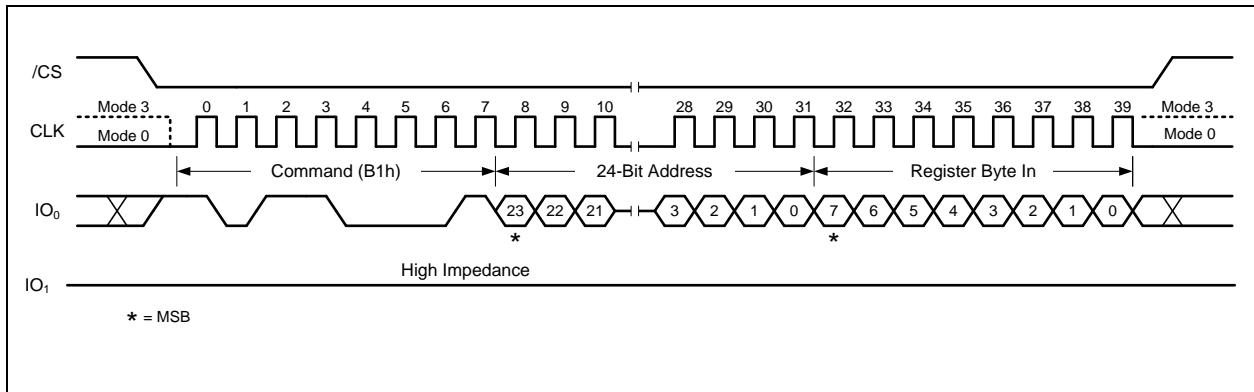 /CS
Mode 3 0 1 2 3 4 5 6 7 8 9 10 28 29 30 31 32 33 34 35 36 37 38 39 Mode 3
CLK Mode 0 Mode 0
Command (B1h) 24-Bit Address Register Byte In
IO₀ 23 22 21 3 2 1 0 7 6 5 4 3 2 1 0
* *
High Impedance
IO₁
* = MSB